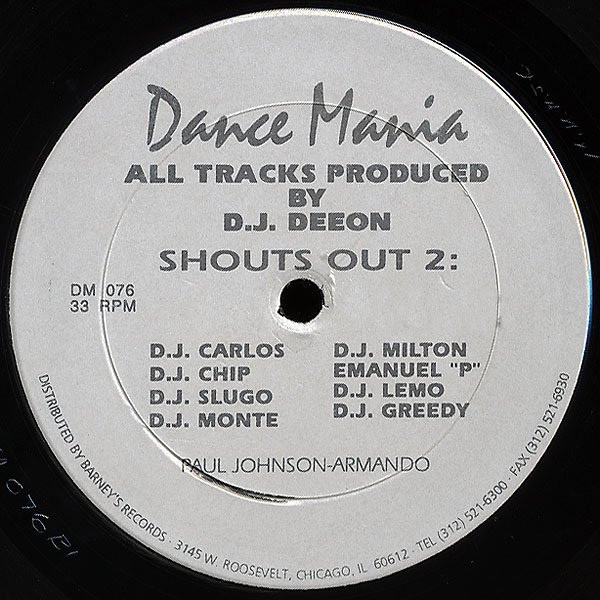 Dance Mania
ALL TRACKS PRODUCED
BY
D.J. DEEON
SHOUTS OUT 2:
DM 076
33 RPM
D.J. CARLOS
D.J. CHIP
D.J. SLUGO
D.J. MONTE
D.J. MILTON
EMANUEL "P"
D.J. LEMO
D.J. GREEDY
PAUL JOHNSON-ARMANDO
DISTRIBUTED BY BARNEY'S RECORDS · 3145 W. ROOSEVELT, CHICAGO, IL 60612 · TEL (312) 521-6300 · FAX (312) 521-6930